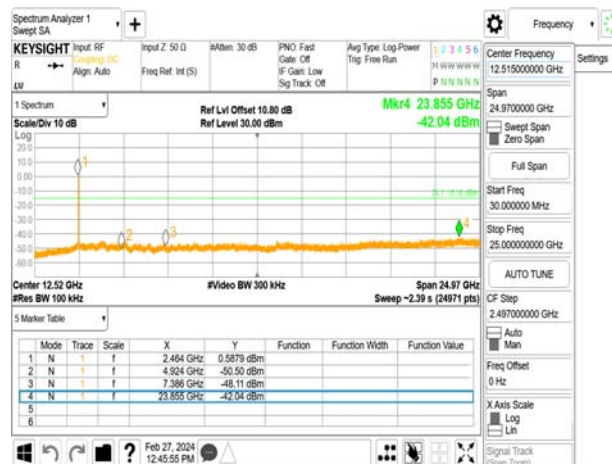 Spectrum Analyzer 1
Swept SA
Frequency
Settings
KEYSIGHT
R
Input: RF
Coupling: DC
Align: Auto
Input Z: 50 Ω
Freq Ref: Int (S)
#Atten: 30 dB
PNO: Fast
Gate: Off
IF Gain: Low
Sig Track: Off
Avg Type: Log-Power
Trig: Free Run
1 2 3 4 5 6
M W W W W W
P N N N N N
1 Spectrum
Scale/Div 10 dB
Log
Ref Lvl Offset 10.80 dB
Ref Level 30.00 dBm
Mkr4 23.855 GHz
-42.04 dBm
20.0
10.0
0.00
-10.0
-20.0
-30.0
-40.0
-50.0
-60.0
1
2
3
4
Center 12.52 GHz
#Res BW 100 kHz
#Video BW 300 kHz
Span 24.97 GHz
Sweep ~2.39 s (24971 pts)
5 Marker Table
Mode Trace Scale X Y Function Function Width Function Value
1 N 1 f 2.464 GHz 0.5879 dBm
2 N 1 f 4.924 GHz -50.50 dBm
3 N 1 f 7.386 GHz -48.11 dBm
4 N 1 f 23.855 GHz -42.04 dBm
5
6
Feb 27, 2024
12:45:55 PM
Center Frequency
12.515000000 GHz
Span
24.9700000 GHz
Swept Span
Zero Span
Full Span
Start Freq
30.000000 MHz
Stop Freq
25.000000000 GHz
AUTO TUNE
CF Step
2.497000000 GHz
Auto
Man
Freq Offset
0 Hz
X Axis Scale
Log
Lin
Signal Track
(Span Zoom)